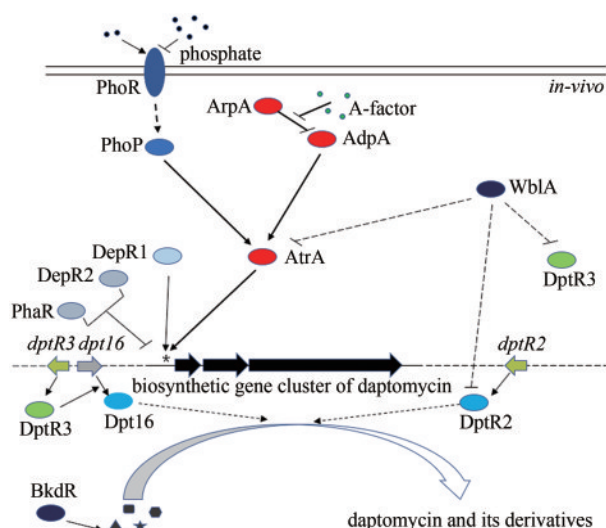 phosphate
PhoR
in-vivo
ArpA
A-factor
AdpA
PhoP
WblA
DepR1
AtrA
DepR2
DptR3
PhaR
dptR3 dpt16
*
dptR2
biosynthetic gene cluster of daptomycin
DptR3
Dpt16
DptR2
BkdR
daptomycin and its derivatives